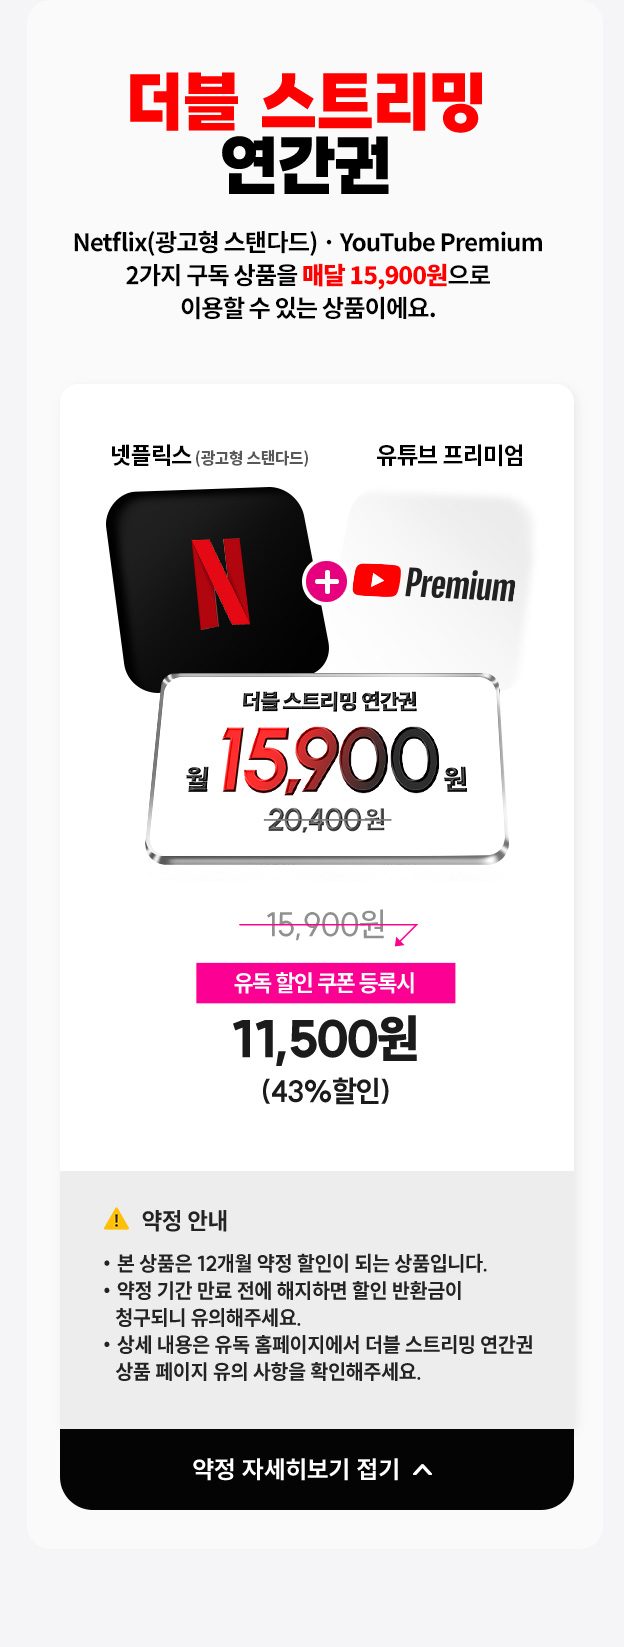 더블 스트리밍
연간권
Netflix(광고형 스탠다드)・YouTube Premium
2가지 구독 상품을 매달 15,900원으로
이용할 수 있는 상품이에요.
넷플릭스 (광고형 스탠다드)
유튜브 프리미엄
N
Premium
더블 스트리밍 연간권
월 15,900 원
20,400 원
15,900원
유독 할인 쿠폰 등록시
11,500원
(43%할인)
약정 안내
• 본 상품은 12개월 약정 할인이 되는 상품입니다.
• 약정 기간 만료 전에 해지하면 할인 반환금이
청구되니 유의해주세요.
• 상세 내용은 유독 홈페이지에서 더블 스트리밍 연간권
상품 페이지 유의 사항을 확인해주세요.
약정 자세히보기 접기